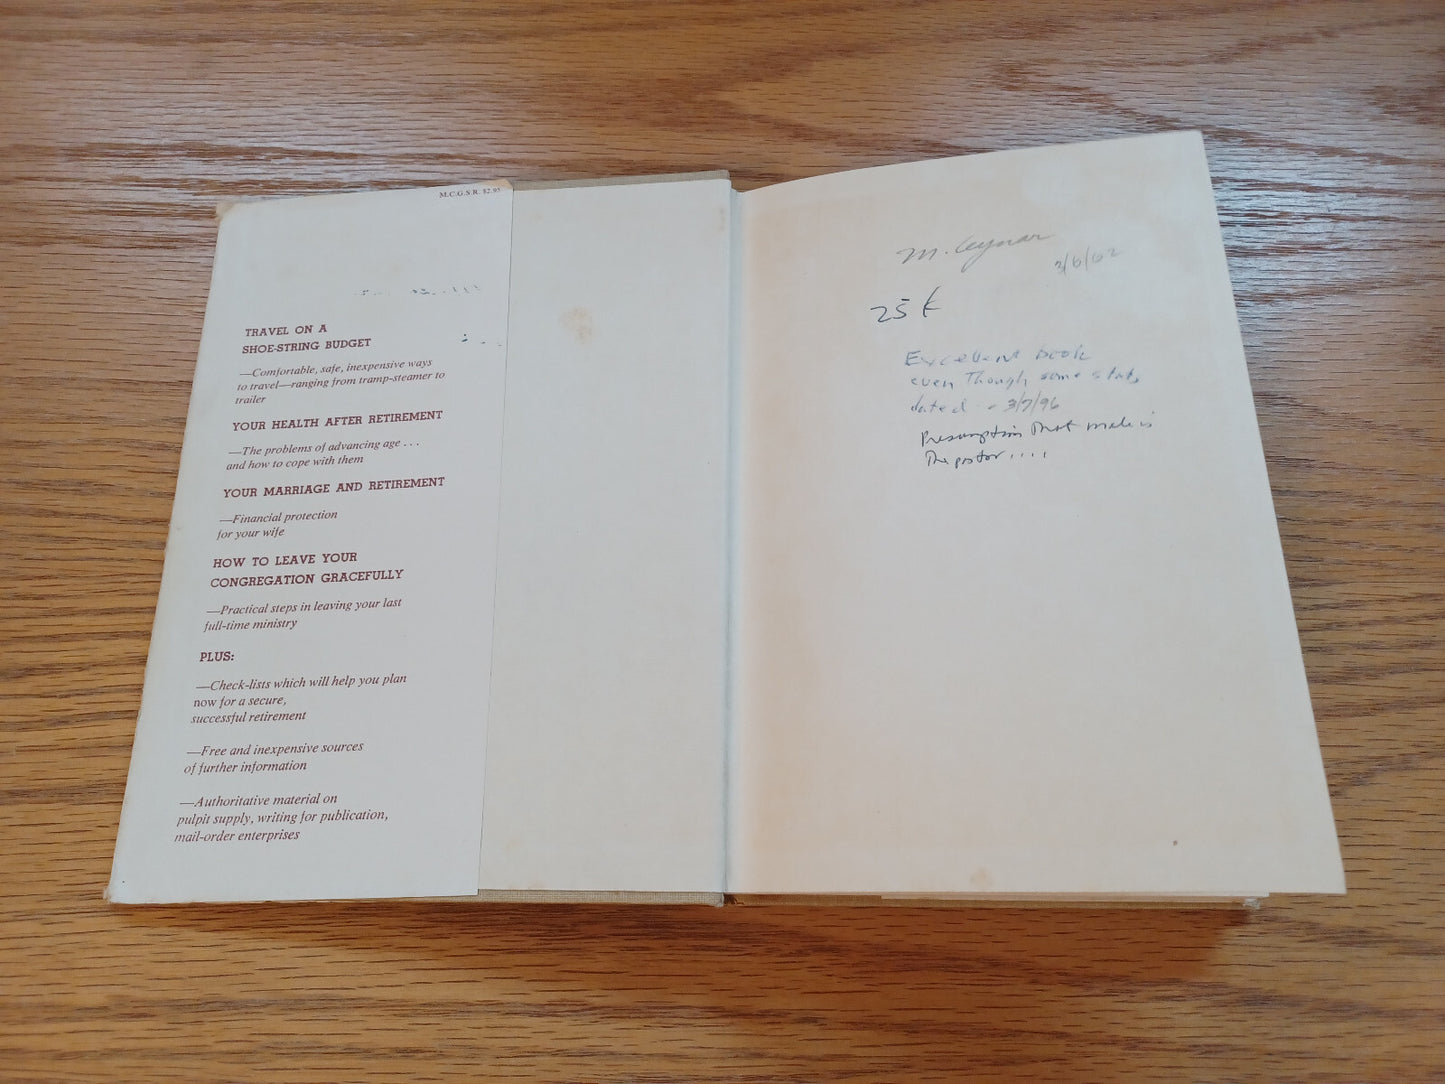 M.C.G.S.R. $2.95
TRAVEL ON A
SHOE-STRING BUDGET
—Comfortable, safe, inexpensive ways
to travel—ranging from tramp-steamer to
trailer
YOUR HEALTH AFTER RETIREMENT
—The problems of advancing age . . .
and how to cope with them
YOUR MARRIAGE AND RETIREMENT
—Financial protection
for your wife
HOW TO LEAVE YOUR
CONGREGATION GRACEFULLY
—Practical steps in leaving your last
full-time ministry
PLUS:
—Check-lists which will help you plan
now for a secure,
successful retirement
—Free and inexpensive sources
of further information
—Authoritative material on
pulpit supply, writing for publication,
mail-order enterprises
M.
3/6/62
25 ¢
Excellent book
even Though some stats
dated - 3/7/96
Presumption That male is
The pastor . . . .